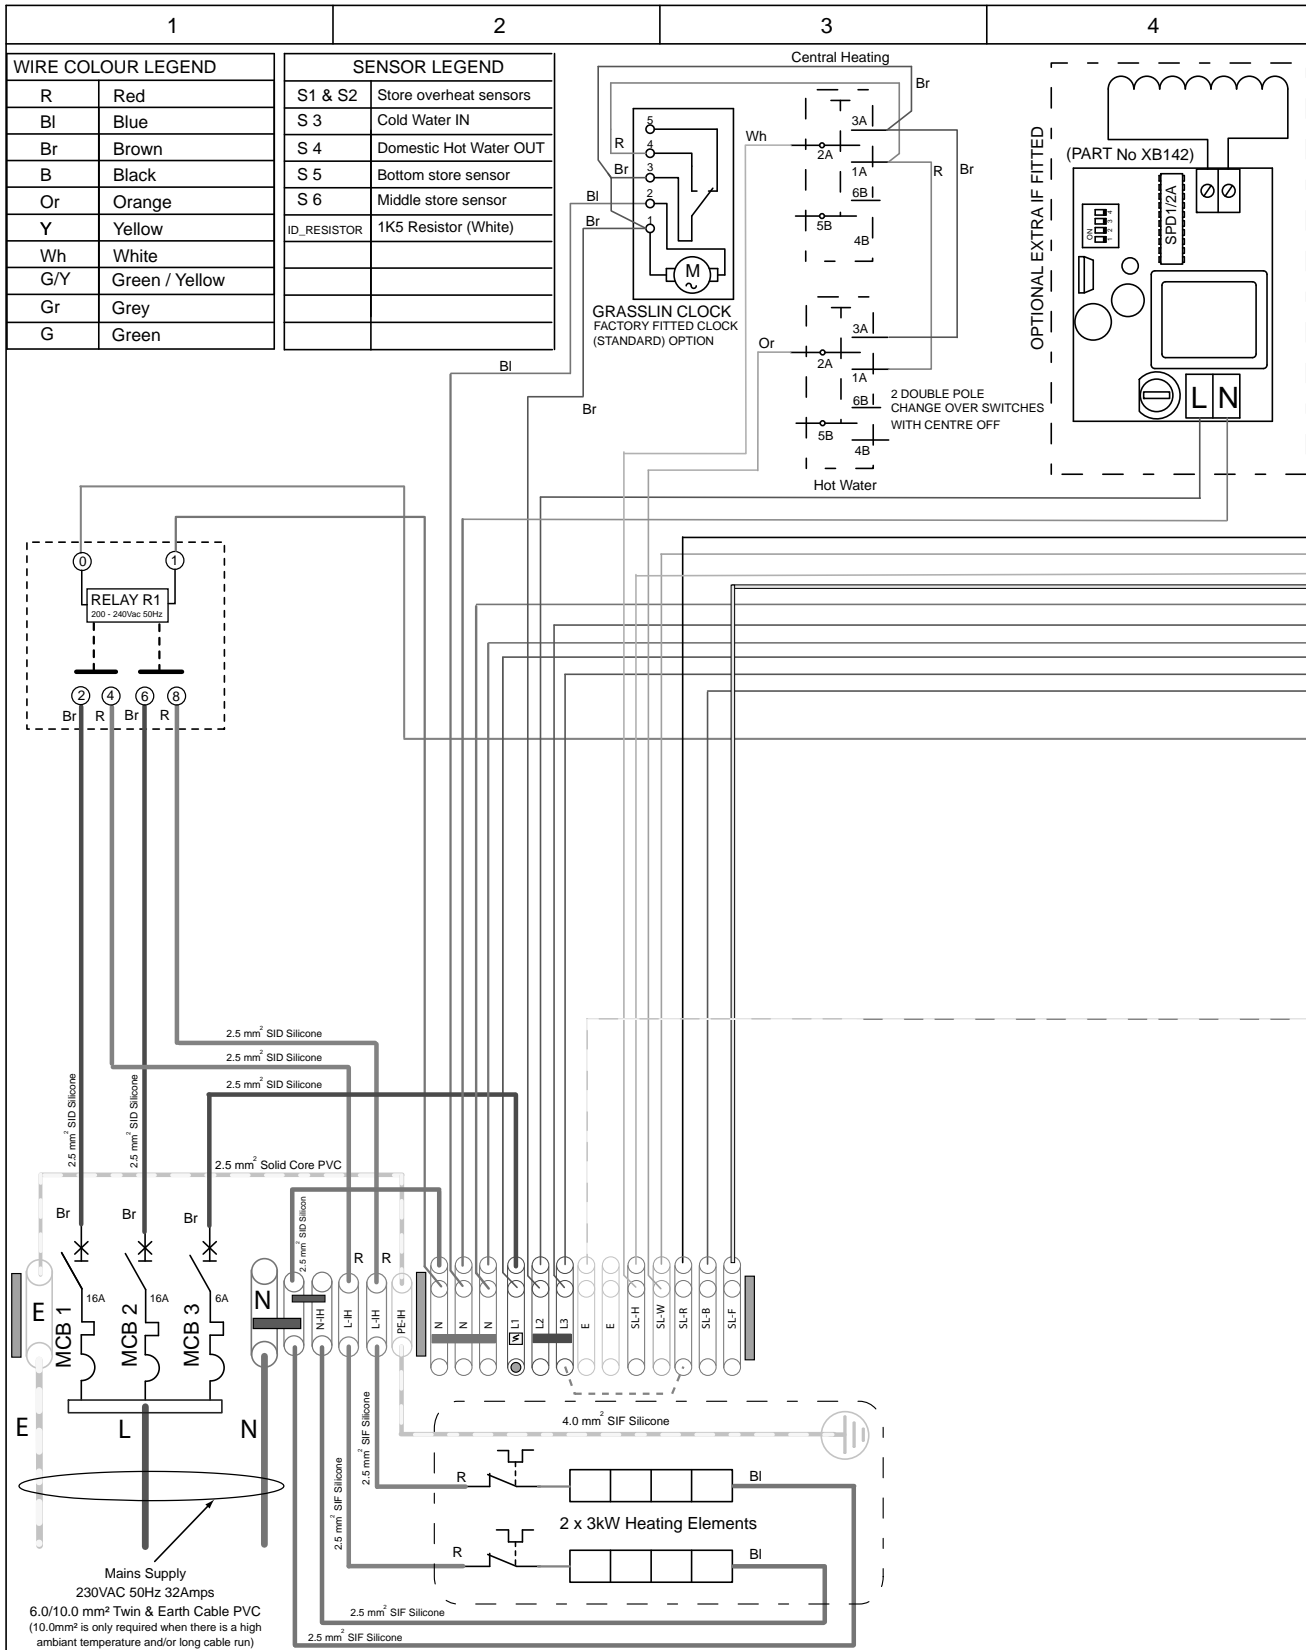 1 2 3 4
WIRE COLOUR LEGEND
R Red
Bl Blue
Br Brown
B Black
Or Orange
Y Yellow
Wh White
G/Y Green / Yellow
Gr Grey
G Green
SENSOR LEGEND
S1 & S2 Store overheat sensors
S 3 Cold Water IN
S 4 Domestic Hot Water OUT
S 5 Bottom store sensor
S 6 Middle store sensor
ID_RESISTOR 1K5 Resistor (White)
5
4
3
2
1
M
R
Br
Bl
Br
GRASSLIN CLOCK
FACTORY FITTED CLOCK
(STANDARD) OPTION
Bl
Br
Central Heating
Br
Wh
3A
2A
1A
6B
5B
4B
R Br
Or
3A
2A
1A
6B
5B
4B
Hot Water
2 DOUBLE POLE
CHANGE OVER SWITCHES
WITH CENTRE OFF
OPTIONAL EXTRA IF FITTED
(PART No XB142)
ON
1 2 3 4
SPD1/2A
L N
0 1
RELAY R1
200 - 240Vac 50Hz
2 4 6 8
Br R Br R
2.5 mm² SID Silicone
2.5 mm² SID Silicone
2.5 mm² SID Silicone
2.5 mm² SID Silicone
2.5 mm² SID Silicone
2.5 mm² Solid Core PVC
2.5 mm² SID Silicon
Br Br Br
R R
16A 16A 6A
MCB 1
MCB 2
MCB 3
E
N
N-IH
L-IH
L-IH
PE-IH
N
N
N
L1
L2
L3
E
E
SL-H
SL-W
SL-R
SL-B
SL-F
E L N
2.5 mm² SIF Silicone
2.5 mm² SIF Silicone
4.0 mm² SIF Silicone
R Bl
2 x 3kW Heating Elements
R Bl
2.5 mm² SIF Silicone
2.5 mm² SIF Silicone
Mains Supply
230VAC 50Hz 32Amps
6.0/10.0 mm² Twin & Earth Cable PVC
(10.0mm² is only required when there is a high
ambient temperature and/or long cable run)